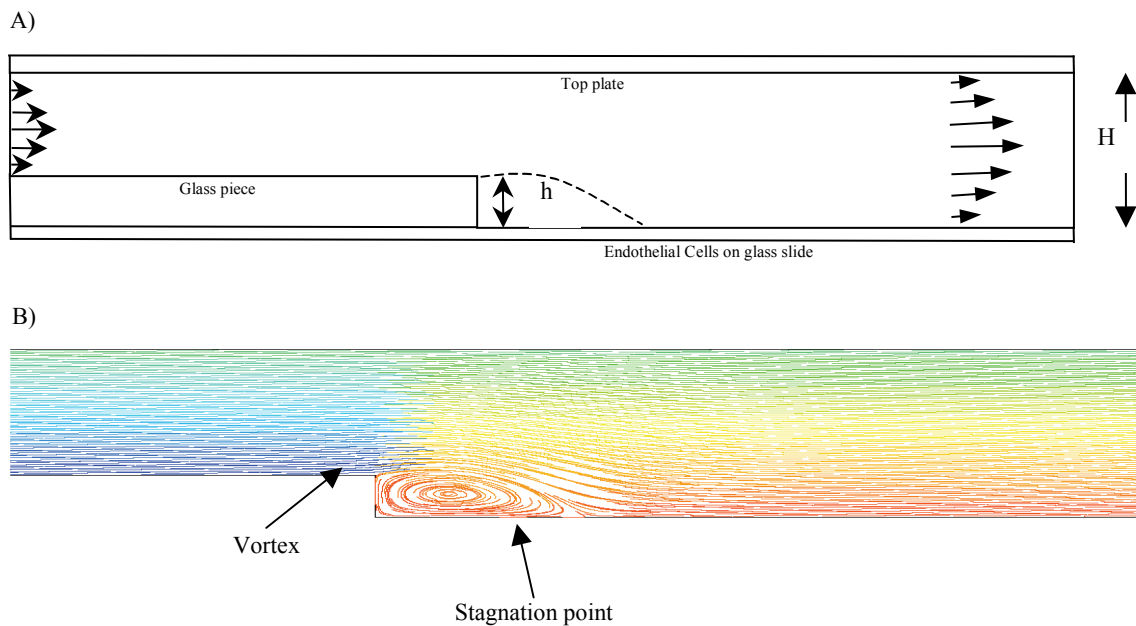 A)
Top plate
H
Glass piece
h
Endothelial Cells on glass slide
B)
Vortex
Stagnation point